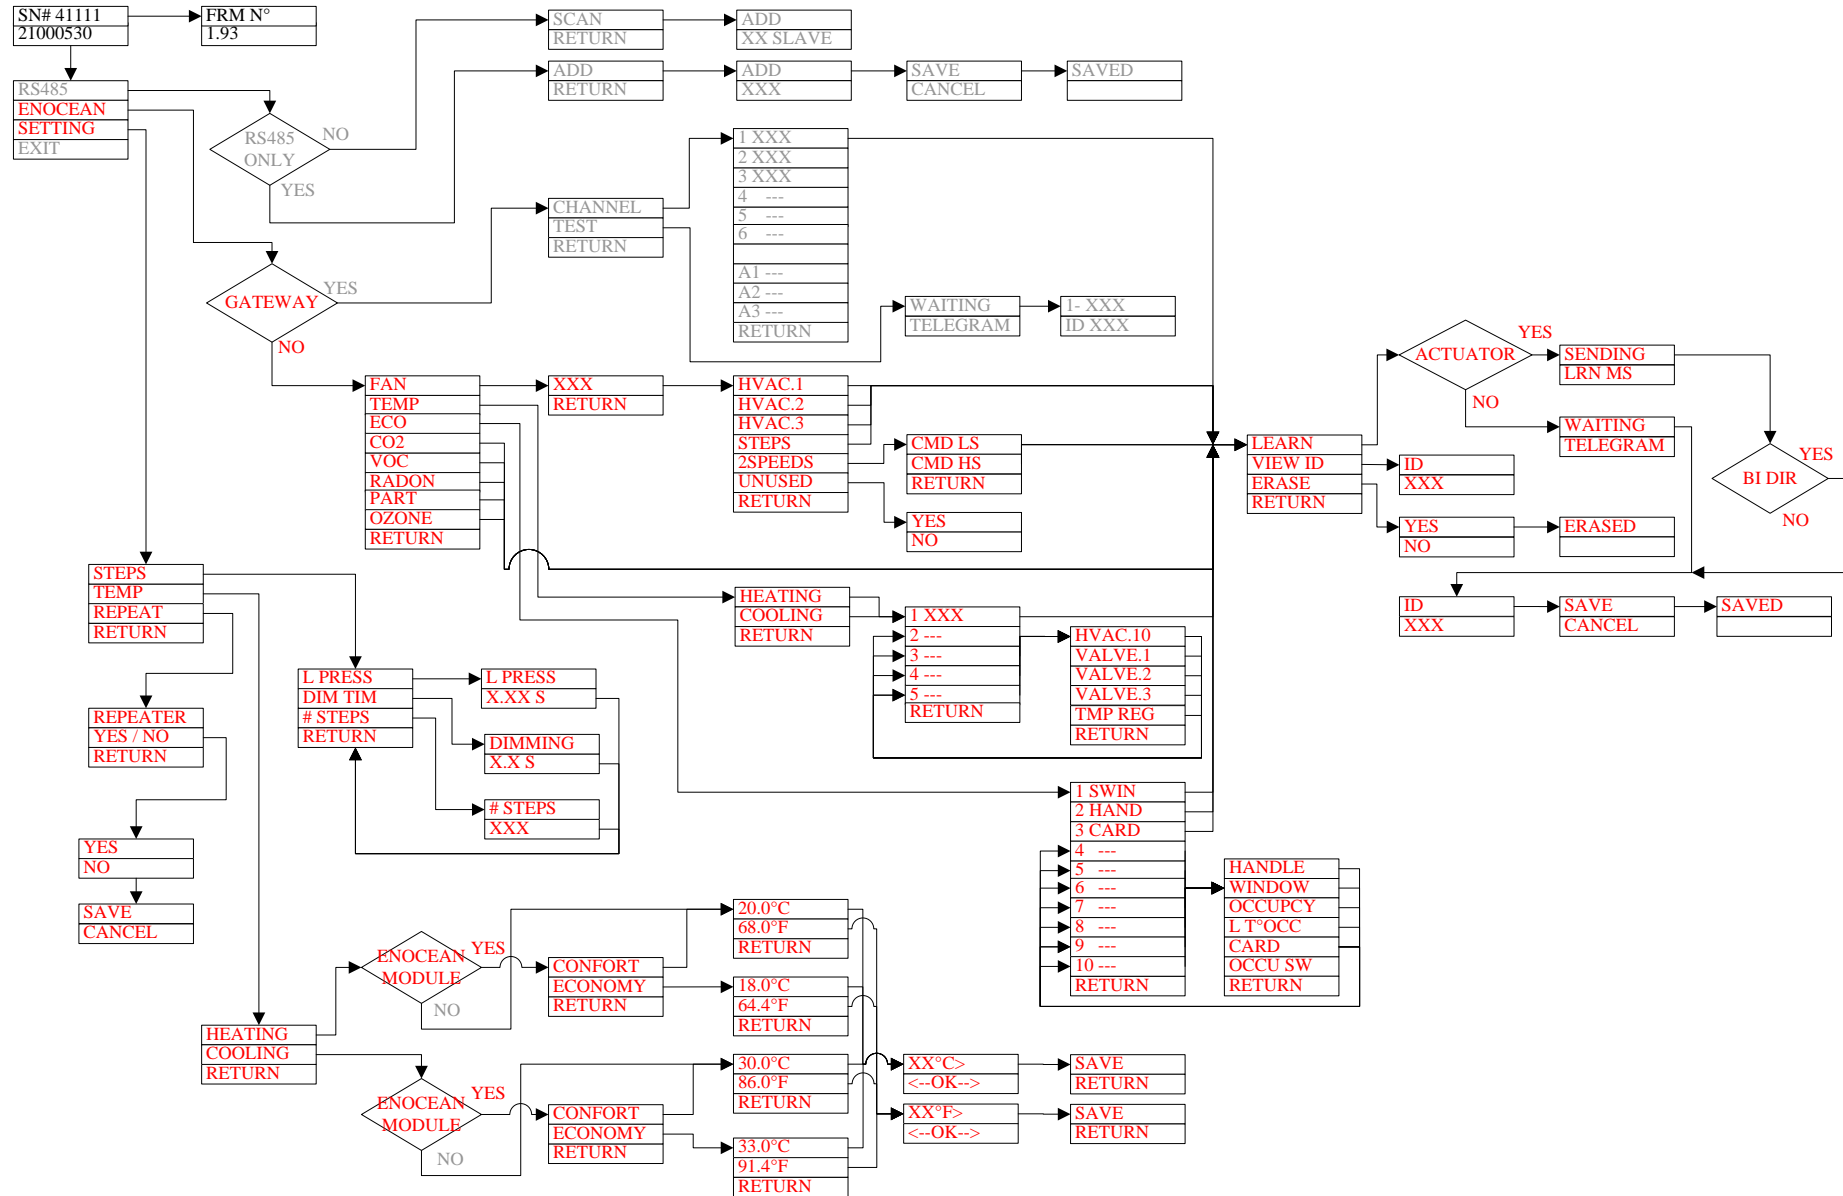 SN# 41111
21000530
FRM N°
1.93
RS485
ENOCEAN
SETTING
EXIT
RS485
ONLY
NO
YES
SCAN
RETURN
ADD
XX SLAVE
ADD
RETURN
ADD
XXX
SAVE
CANCEL
SAVED
GATEWAY
YES
NO
CHANNEL
TEST
RETURN
1 XXX
2 XXX
3 XXX
4 ---
5 ---
6 ---
A1 ---
A2 ---
A3 ---
RETURN
WAITING
TELEGRAM
1- XXX
ID XXX
FAN
TEMP
ECO
CO2
VOC
RADON
PART
OZONE
RETURN
XXX
RETURN
HVAC.1
HVAC.2
HVAC.3
STEPS
2SPEEDS
UNUSED
RETURN
CMD LS
CMD HS
RETURN
YES
NO
LEARN
VIEW ID
ERASE
RETURN
ACTUATOR
YES
NO
SENDING
LRN MS
WAITING
TELEGRAM
ID
XXX
YES
NO
ERASED
BI DIR
YES
NO
ID
XXX
SAVE
CANCEL
SAVED
HEATING
COOLING
RETURN
1 XXX
2 ---
3 ---
4 ---
5 ---
RETURN
HVAC.10
VALVE.1
VALVE.2
VALVE.3
TMP REG
RETURN
1 SWIN
2 HAND
3 CARD
4 ---
5 ---
6 ---
7 ---
8 ---
9 ---
10 ---
RETURN
HANDLE
WINDOW
OCCUPCY
L T°OCC
CARD
OCCU SW
RETURN
STEPS
TEMP
REPEAT
RETURN
L PRESS
DIM TIM
# STEPS
RETURN
L PRESS
X.XX S
DIMMING
X.X S
# STEPS
XXX
REPEATER
YES / NO
RETURN
YES
NO
SAVE
CANCEL
HEATING
COOLING
RETURN
ENOCEAN
MODULE
YES
NO
CONFORT
ECONOMY
RETURN
20.0°C
68.0°F
RETURN
18.0°C
64.4°F
RETURN
ENOCEAN
MODULE
YES
NO
CONFORT
ECONOMY
RETURN
30.0°C
86.0°F
RETURN
33.0°C
91.4°F
RETURN
XX°C>
<--OK-->
SAVE
RETURN
XX°F>
<--OK-->
SAVE
RETURN